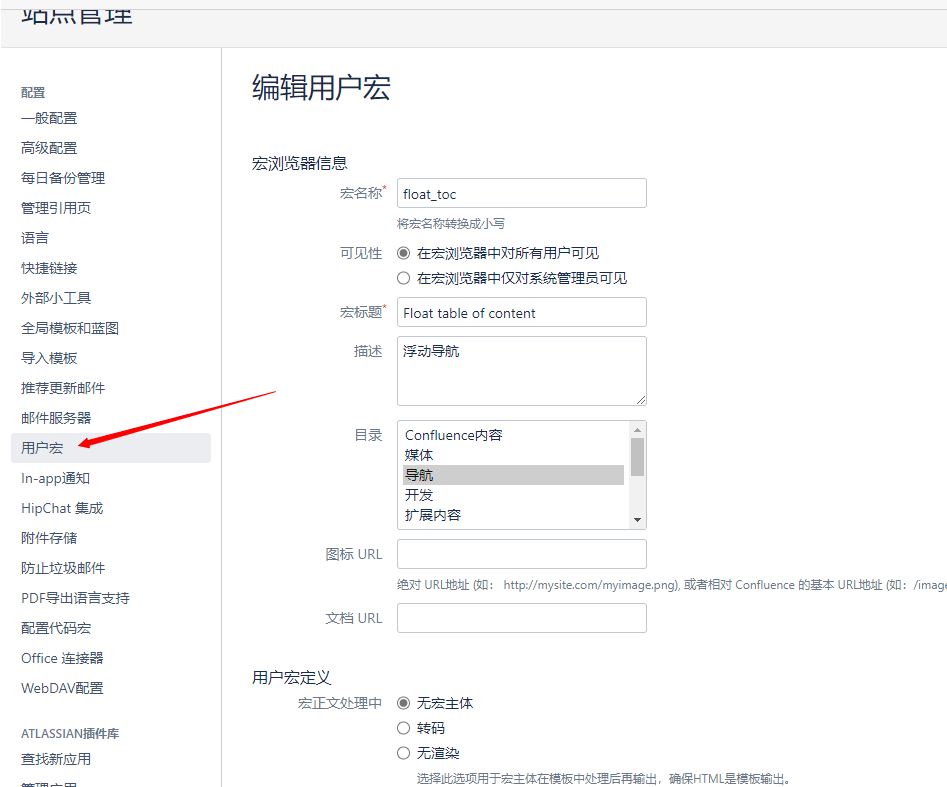 站点管理
配置
一般配置
高级配置
每日备份管理
管理引用页
语言
快捷链接
外部小工具
全局模板和蓝图
导入模板
推荐更新邮件
邮件服务器
用户宏
In-app通知
HipChat 集成
附件存储
防止垃圾邮件
PDF导出语言支持
配置代码宏
Office 连接器
WebDAV配置
ATLASSIAN插件库
查找新应用
管理应用
编辑用户宏
宏浏览器信息
宏名称* float_toc
将宏名称转换成小写
可见性 在宏浏览器中对所有用户可见
在宏浏览器中仅对系统管理员可见
宏标题* Float table of content
描述 浮动导航
目录 Confluence内容
媒体
导航
开发
扩展内容
图标 URL
绝对 URL地址 (如： http://mysite.com/myimage.png), 或者相对 Confluence 的基本 URL地址 (如：/image
文档 URL
用户宏定义
宏正文处理中 无宏主体
转码
无渲染
选择此选项用于宏主体在模板中处理后再输出，确保HTML是模板输出。